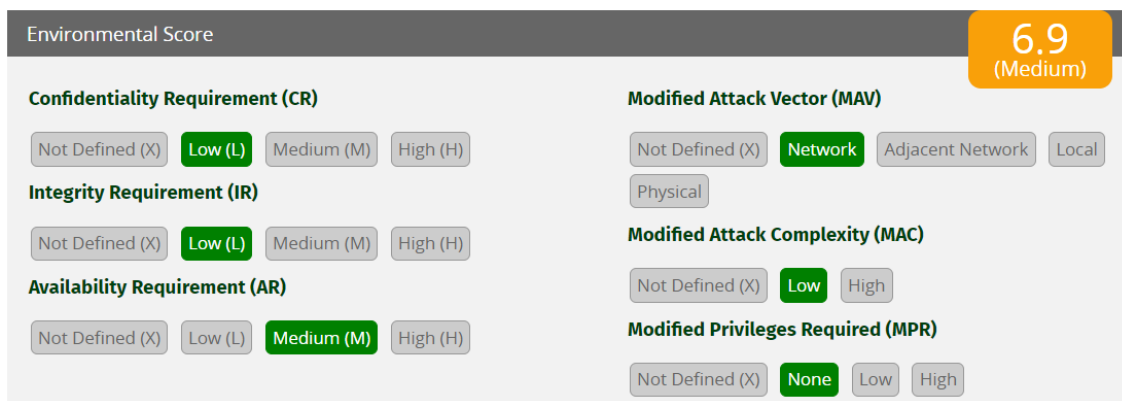 Environmental Score
6.9
(Medium)
Confidentiality Requirement (CR)
Not Defined (X) Low (L) Medium (M) High (H)
Integrity Requirement (IR)
Not Defined (X) Low (L) Medium (M) High (H)
Availability Requirement (AR)
Not Defined (X) Low (L) Medium (M) High (H)
Modified Attack Vector (MAV)
Not Defined (X) Network Adjacent Network Local
Physical
Modified Attack Complexity (MAC)
Not Defined (X) Low High
Modified Privileges Required (MPR)
Not Defined (X) None Low High